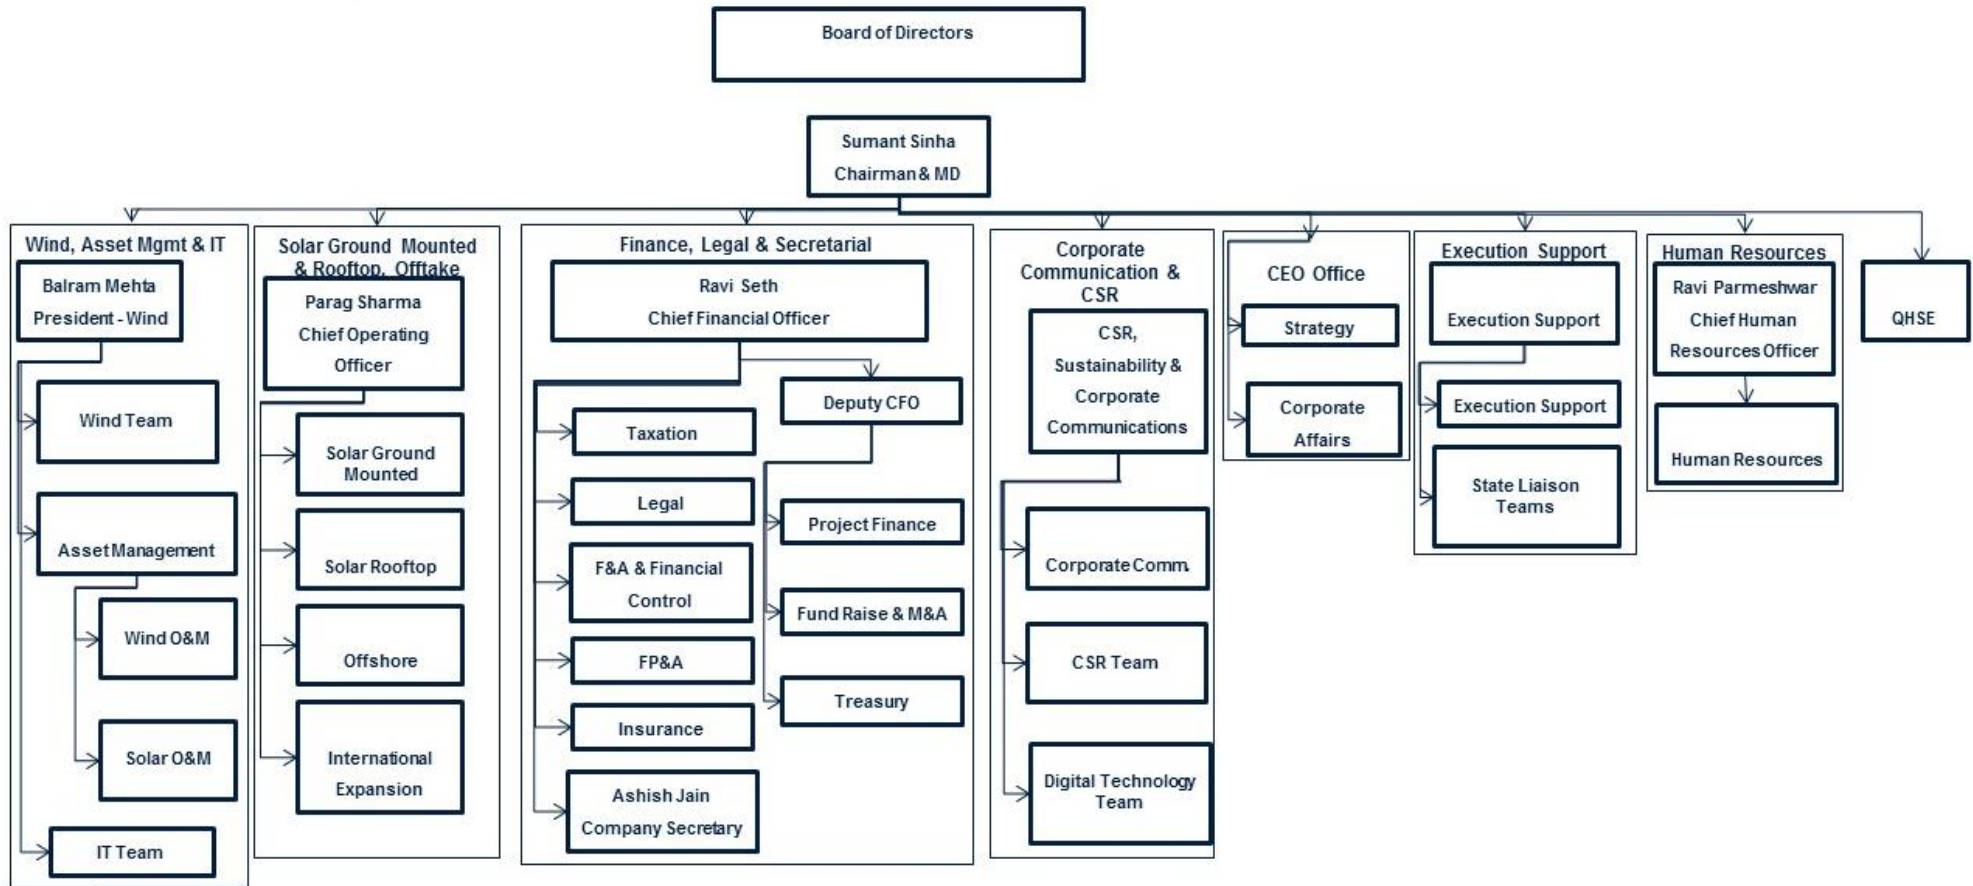 Board of Directors
Sumant Sinha
Chairman & MD
Wind, Asset Mgmt & IT
Balram Mehta
President - Wind
Wind Team
Asset Management
Wind O&M
Solar O&M
IT Team
Solar Ground Mounted
& Rooftop, Offtake
Parag Sharma
Chief Operating
Officer
Solar Ground
Mounted
Solar Rooftop
Offshore
International
Expansion
Finance, Legal & Secretarial
Ravi Seth
Chief Financial Officer
Taxation
Legal
F&A & Financial
Control
FP&A
Insurance
Ashish Jain
Company Secretary
Deputy CFO
Project Finance
Fund Raise & M&A
Treasury
Corporate
Communication &
CSR
CSR,
Sustainability &
Corporate
Communications
Corporate Comm.
CSR Team
Digital Technology
Team
CEO Office
Strategy
Corporate
Affairs
Execution Support
Execution Support
Execution Support
State Liaison
Teams
Human Resources
Ravi Parmeshwar
Chief Human
Resources Officer
Human Resources
QHSE